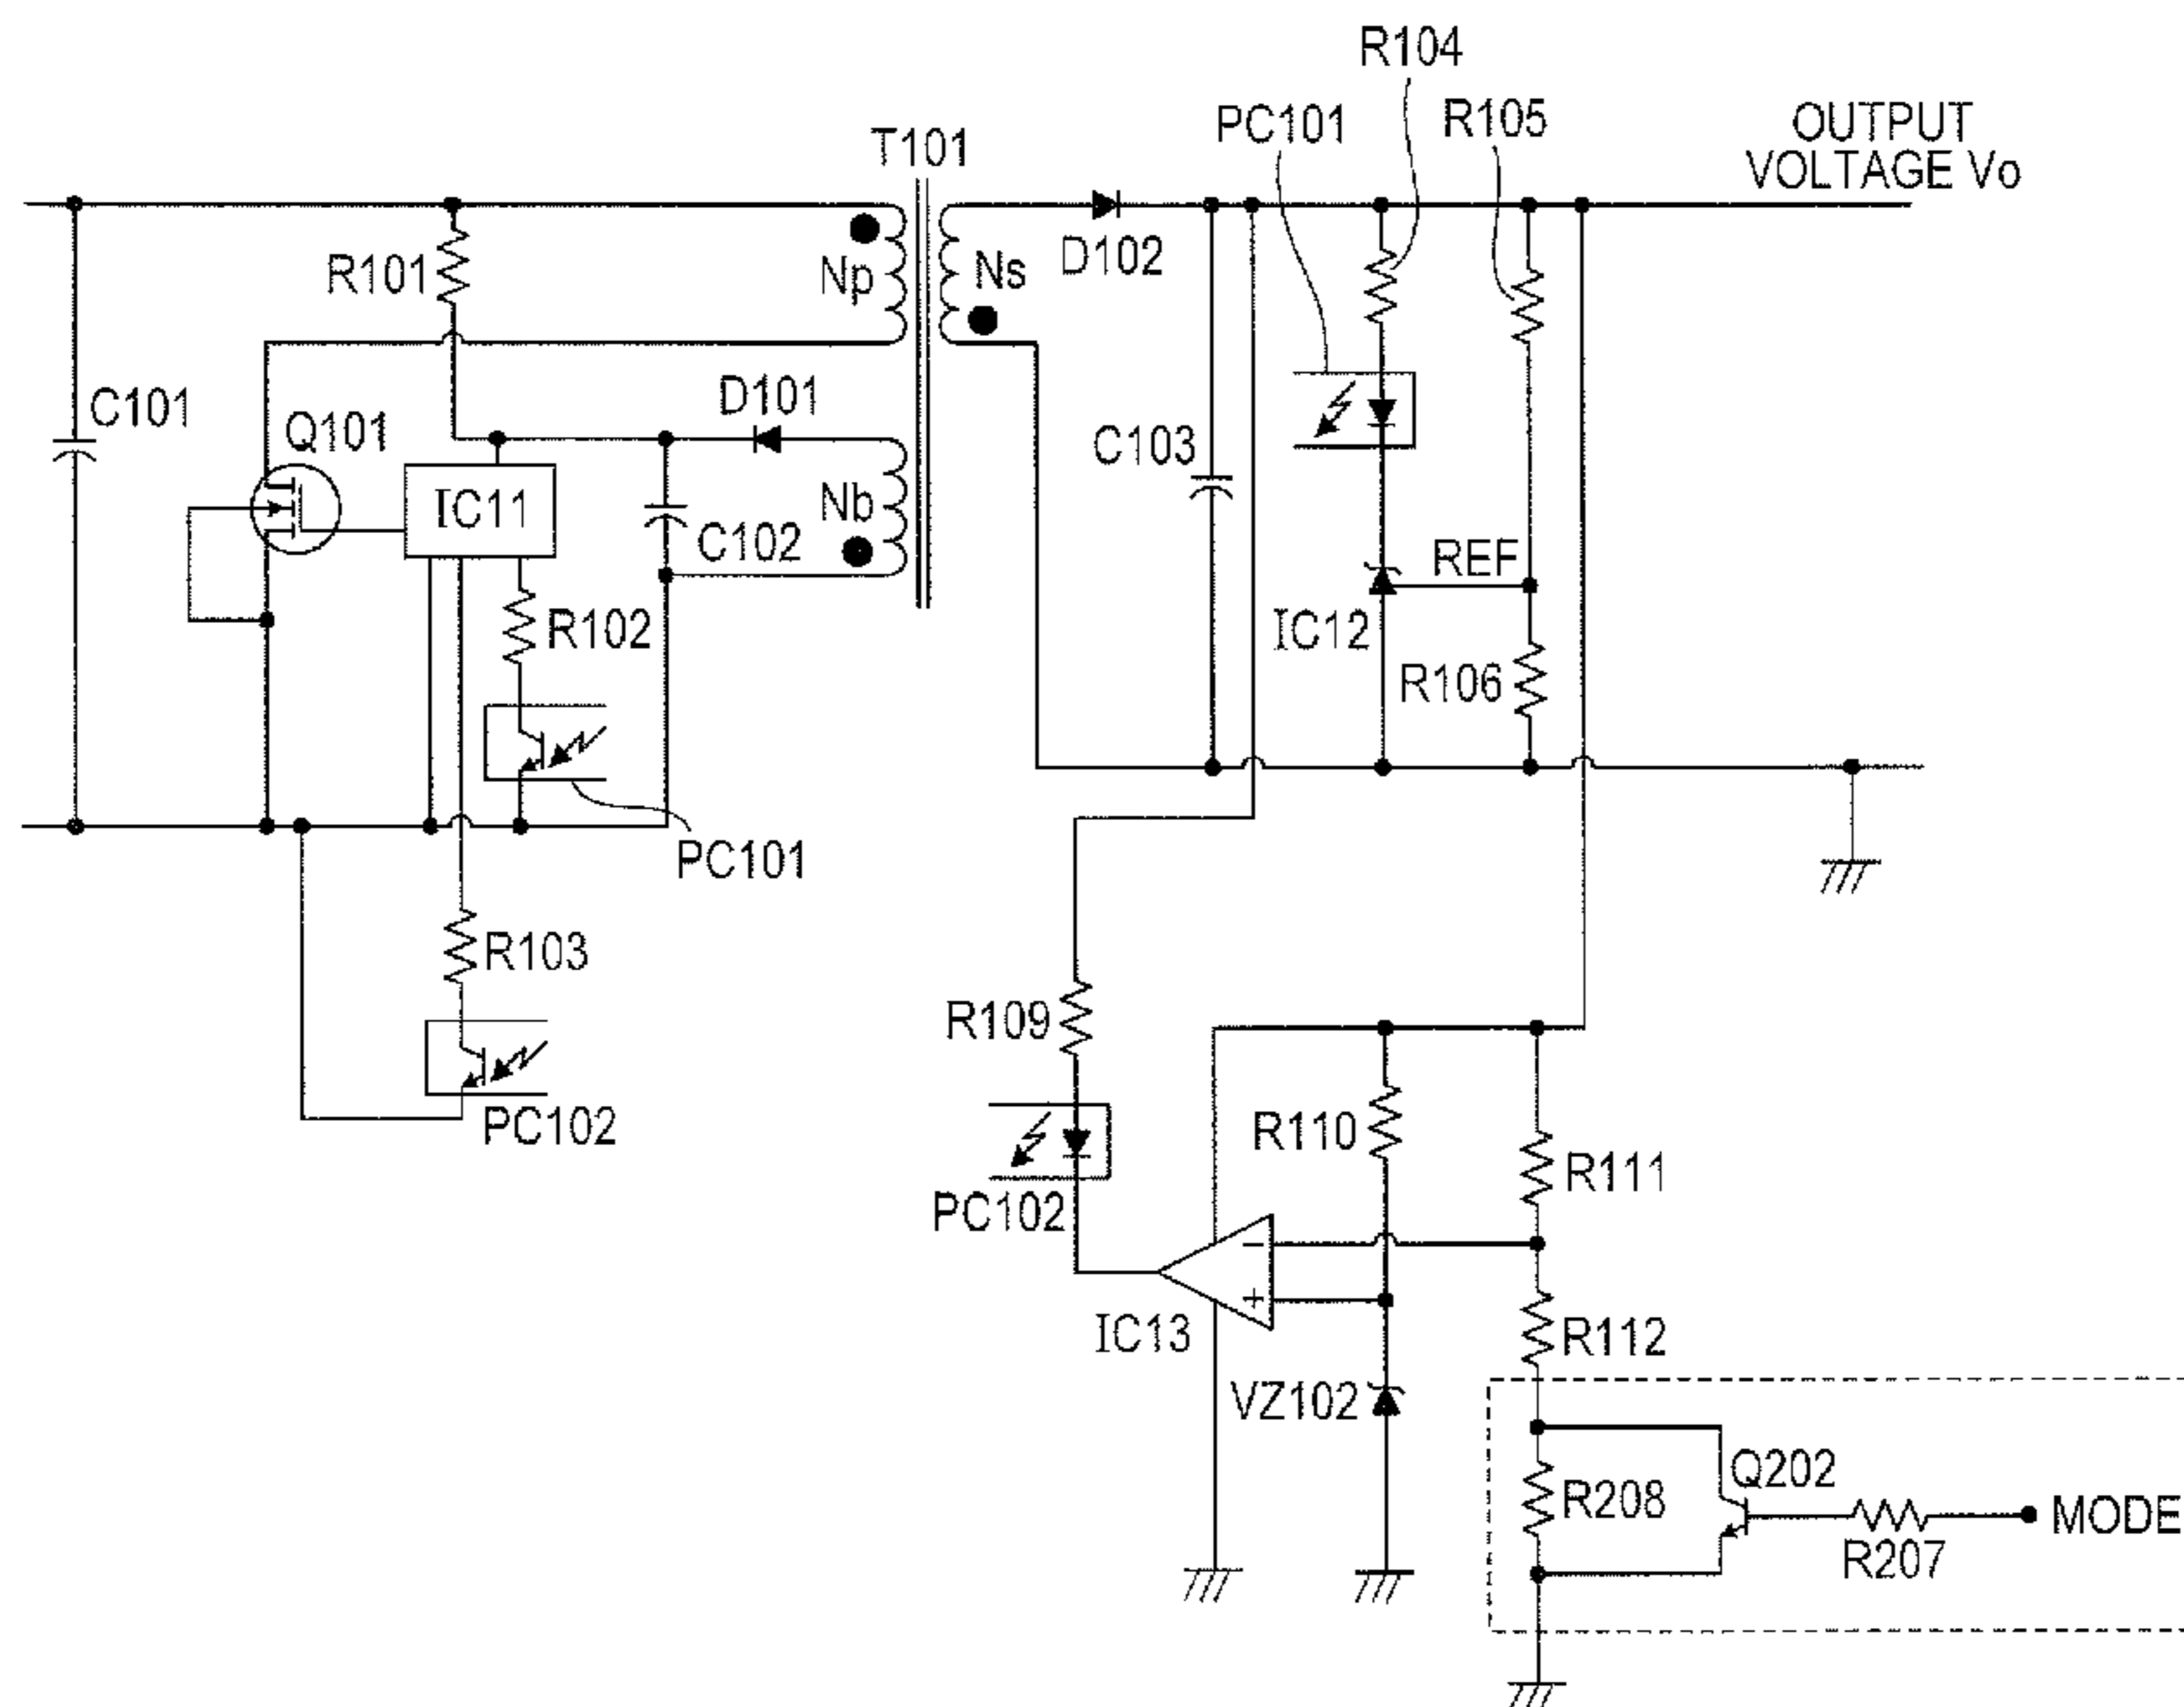 R104
PC101
R105
OUTPUT
VOLTAGE Vo
T101
R101
Np
Ns
D102
C101
Q101
D101
C103
IC11
Nb
C102
REF
R102
IC12
R106
PC101
R103
R109
PC102
R110
R111
PC102
−
+
IC13
R112
VZ102
Q202
R208
MODE
R207